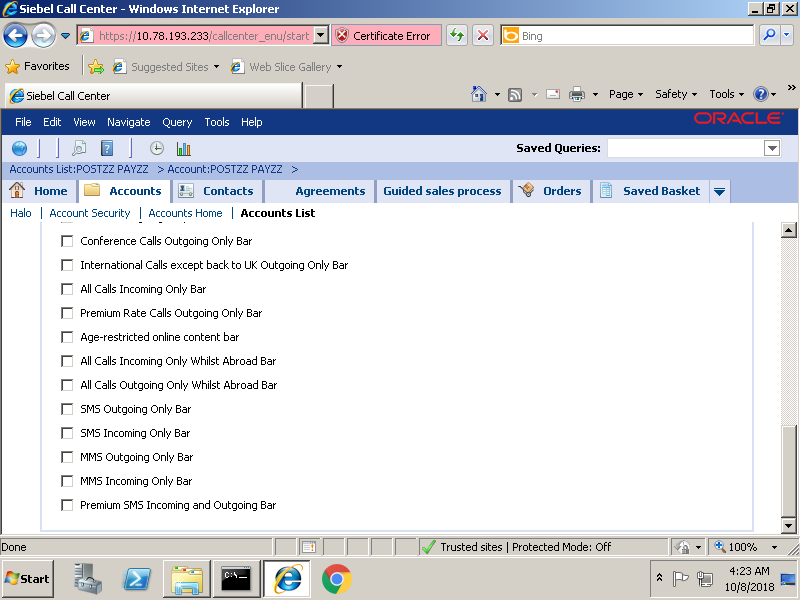 Siebel Call Center - Windows Internet Explorer
https://10.78.193.233/callcenter_enu/start
Certificate Error
Bing
Favorites
Suggested Sites
Web Slice Gallery
Siebel Call Center
Page
Safety
Tools
File Edit View Navigate Query Tools Help
ORACLE
Saved Queries:
Accounts List:POSTZZ PAYZZ > Account:POSTZZ PAYZZ >
Home
Accounts
Contacts
Agreements
Guided sales process
Orders
Saved Basket
Halo | Account Security | Accounts Home | Accounts List
Conference Calls Outgoing Only Bar
International Calls except back to UK Outgoing Only Bar
All Calls Incoming Only Bar
Premium Rate Calls Outgoing Only Bar
Age-restricted online content bar
All Calls Incoming Only Whilst Abroad Bar
All Calls Outgoing Only Whilst Abroad Bar
SMS Outgoing Only Bar
SMS Incoming Only Bar
MMS Outgoing Only Bar
MMS Incoming Only Bar
Premium SMS Incoming and Outgoing Bar
Done
Trusted sites | Protected Mode: Off
100%
Start
4:23 AM
10/8/2018